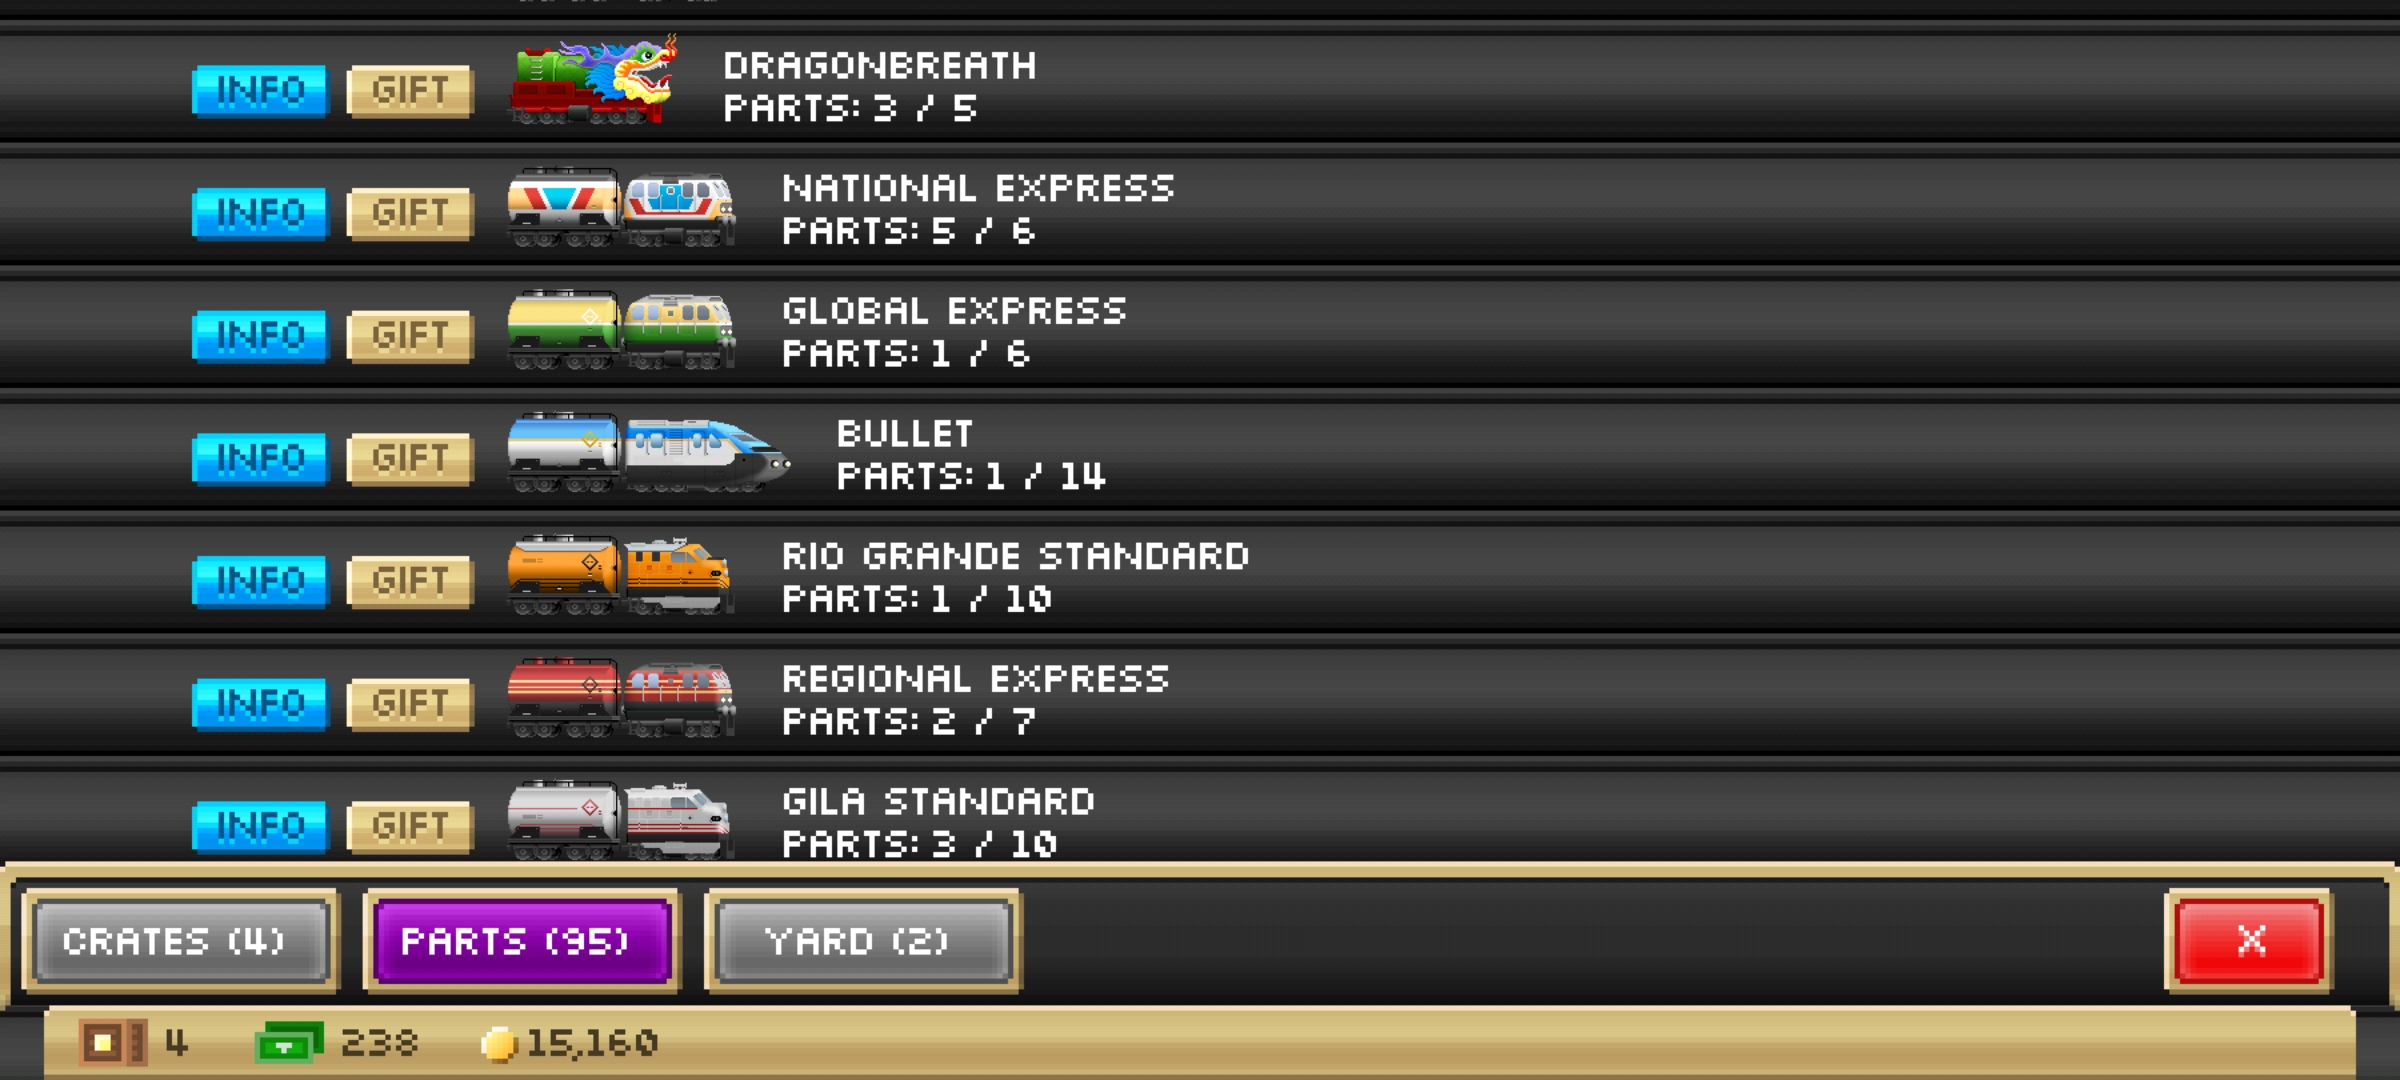 INFO GIFT DRAGONBREATH
PARTS: 3 / 5
INFO GIFT NATIONAL EXPRESS
PARTS: 5 / 6
INFO GIFT GLOBAL EXPRESS
PARTS: 1 / 6
INFO GIFT BULLET
PARTS: 1 / 14
INFO GIFT RIO GRANDE STANDARD
PARTS: 1 / 10
INFO GIFT REGIONAL EXPRESS
PARTS: 2 / 7
INFO GIFT GILA STANDARD
PARTS: 3 / 10
CRATES (4) PARTS (95) YARD (2) X
4 238 15,160